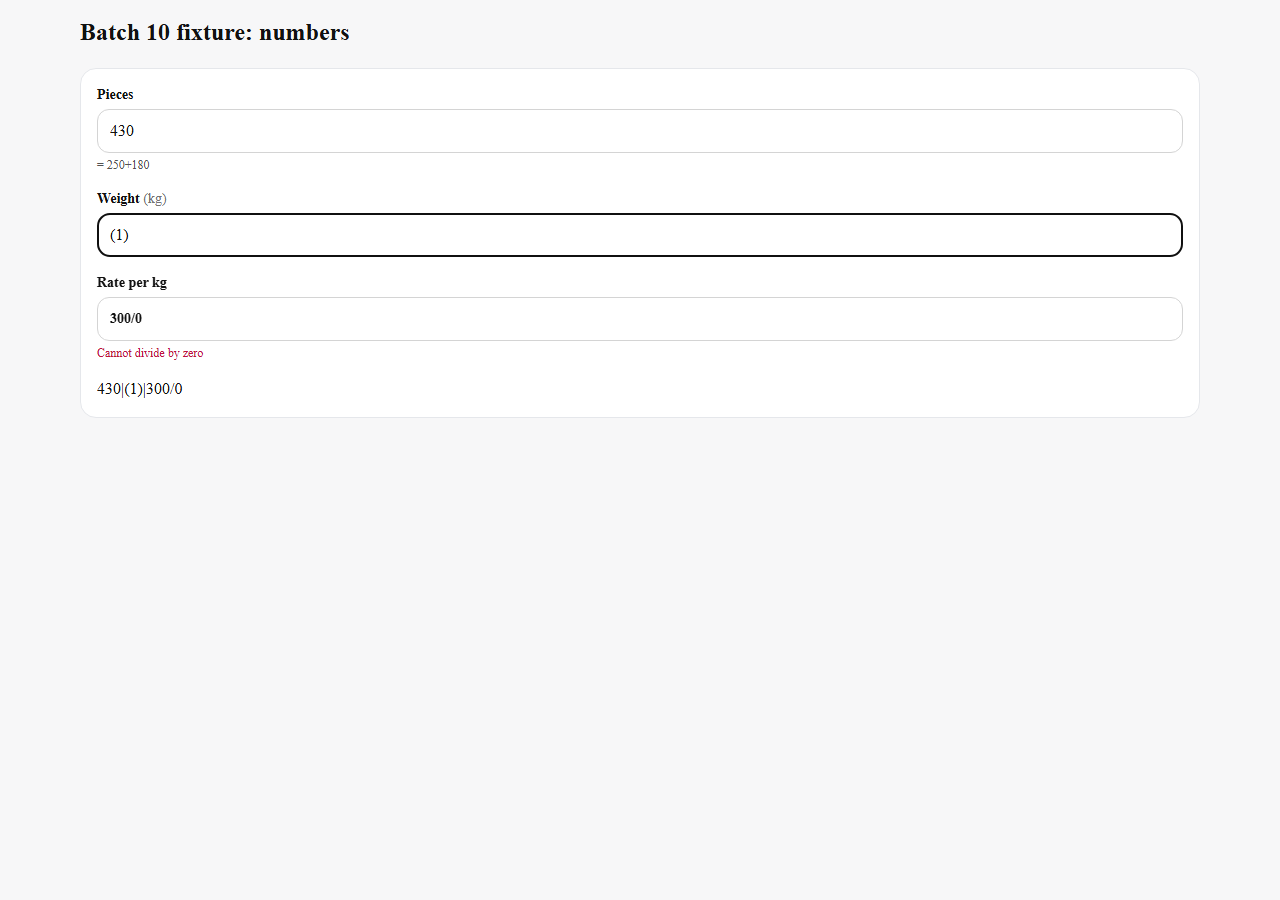 Batch 10 fixture: numbers
Pieces
430
= 250+180
Weight (kg)
(1)
Rate per kg
300/0
Cannot divide by zero
430|(1)|300/0